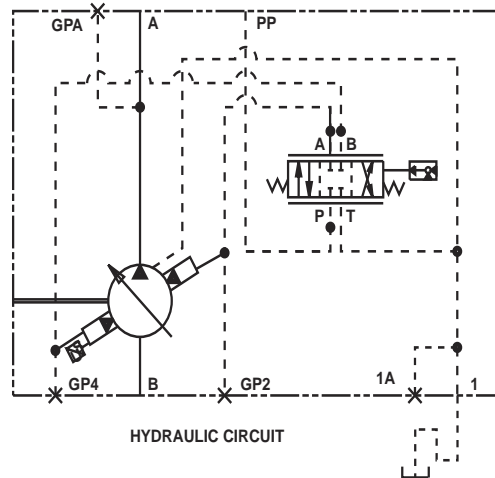 GPA A PP
A B
P T
GP4 B GP2 1A 1
HYDRAULIC CIRCUIT